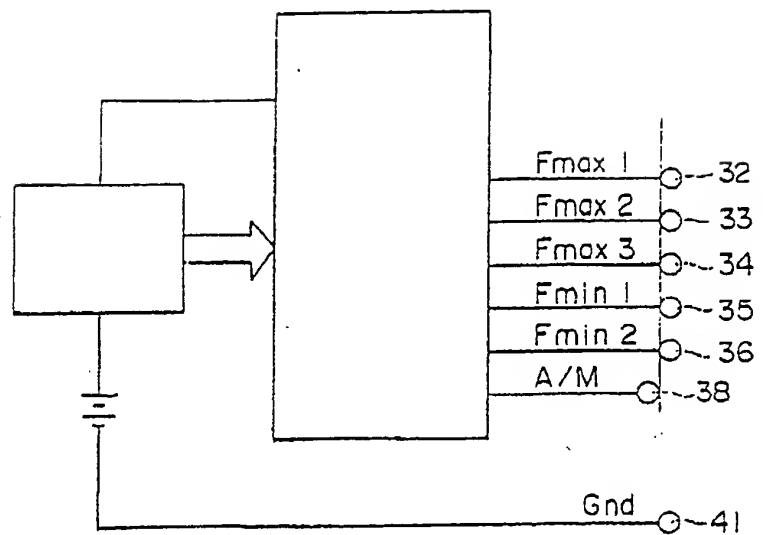 Fmax 1 32
Fmax 2 33
Fmax 3 34
Fmin 1 35
Fmin 2 36
A/M 38
Gnd 41